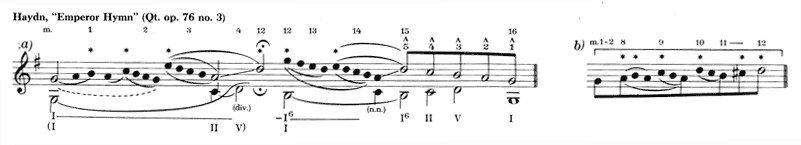 Haydn, "Emperor Hymn" (Qt. op. 76 no. 3)
m. 1 2 3 4 12 12 13 14 15 16
a)
5 4 3 2 1
(div.) (n.n.)
I I⁶ I⁶ II V I
(I II V) I
b) m.1-2 8 9 10 11 12